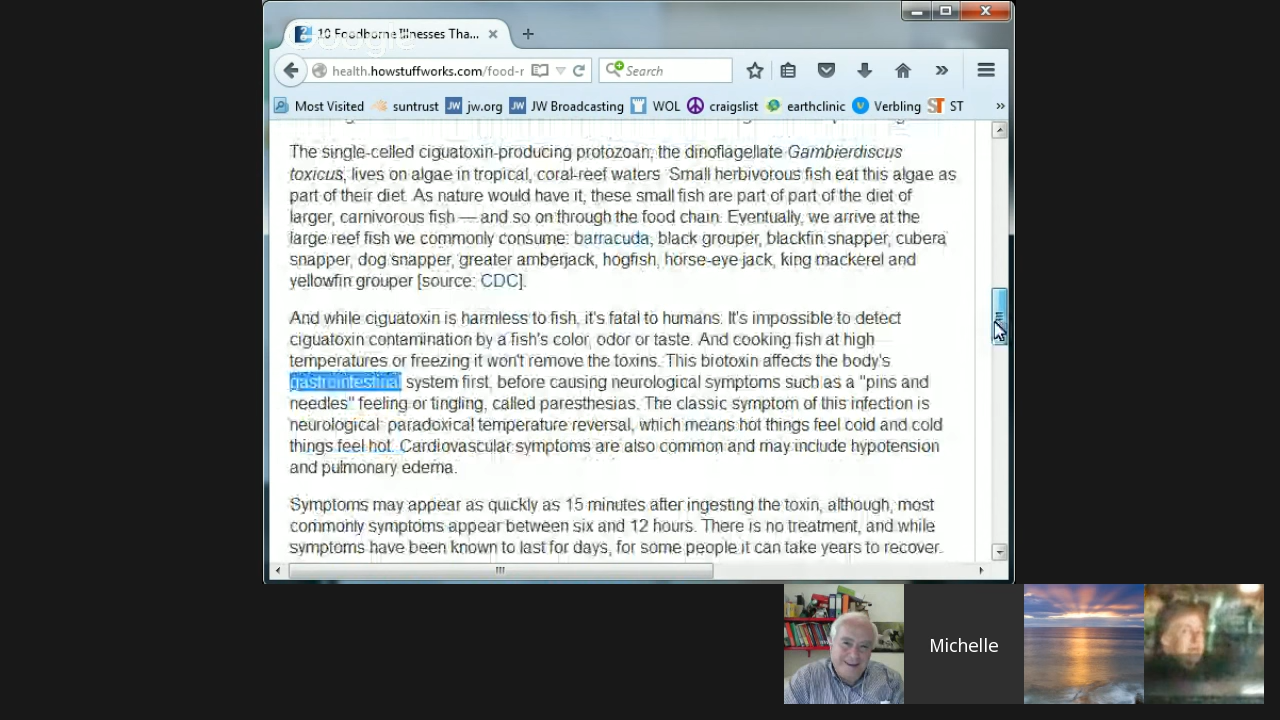 10 Foodborne Illnesses Tha...
Google
health.howstuffworks.com/food-r
Search
Most Visited suntrust JW jw.org JW JW Broadcasting WOL craigslist earthclinic V Verbling ST ST
The single-celled ciguatoxin-producing protozoan, the dinoflagellate Gambierdiscus
toxicus, lives on algae in tropical, coral-reef waters. Small herbivorous fish eat this algae as
part of their diet. As nature would have it, these small fish are part of part of the diet of
larger, carnivorous fish — and so on through the food chain. Eventually, we arrive at the
large reef fish we commonly consume: barracuda, black grouper, blackfin snapper, cubera
snapper, dog snapper, greater amberjack, hogfish, horse-eye jack, king mackerel and
yellowfin grouper [source: CDC].
And while ciguatoxin is harmless to fish, it's fatal to humans. It's impossible to detect
ciguatoxin contamination by a fish's color, odor or taste. And cooking fish at high
temperatures or freezing it won't remove the toxins. This biotoxin affects the body's
gastrointestinal system first, before causing neurological symptoms such as a "pins and
needles" feeling or tingling, called paresthesias. The classic symptom of this infection is
neurological paradoxical temperature reversal, which means hot things feel cold and cold
things feel hot. Cardiovascular symptoms are also common and may include hypotension
and pulmonary edema.
Symptoms may appear as quickly as 15 minutes after ingesting the toxin, although, most
commonly symptoms appear between six and 12 hours. There is no treatment, and while
symptoms have been known to last for days, for some people it can take years to recover.
Michelle